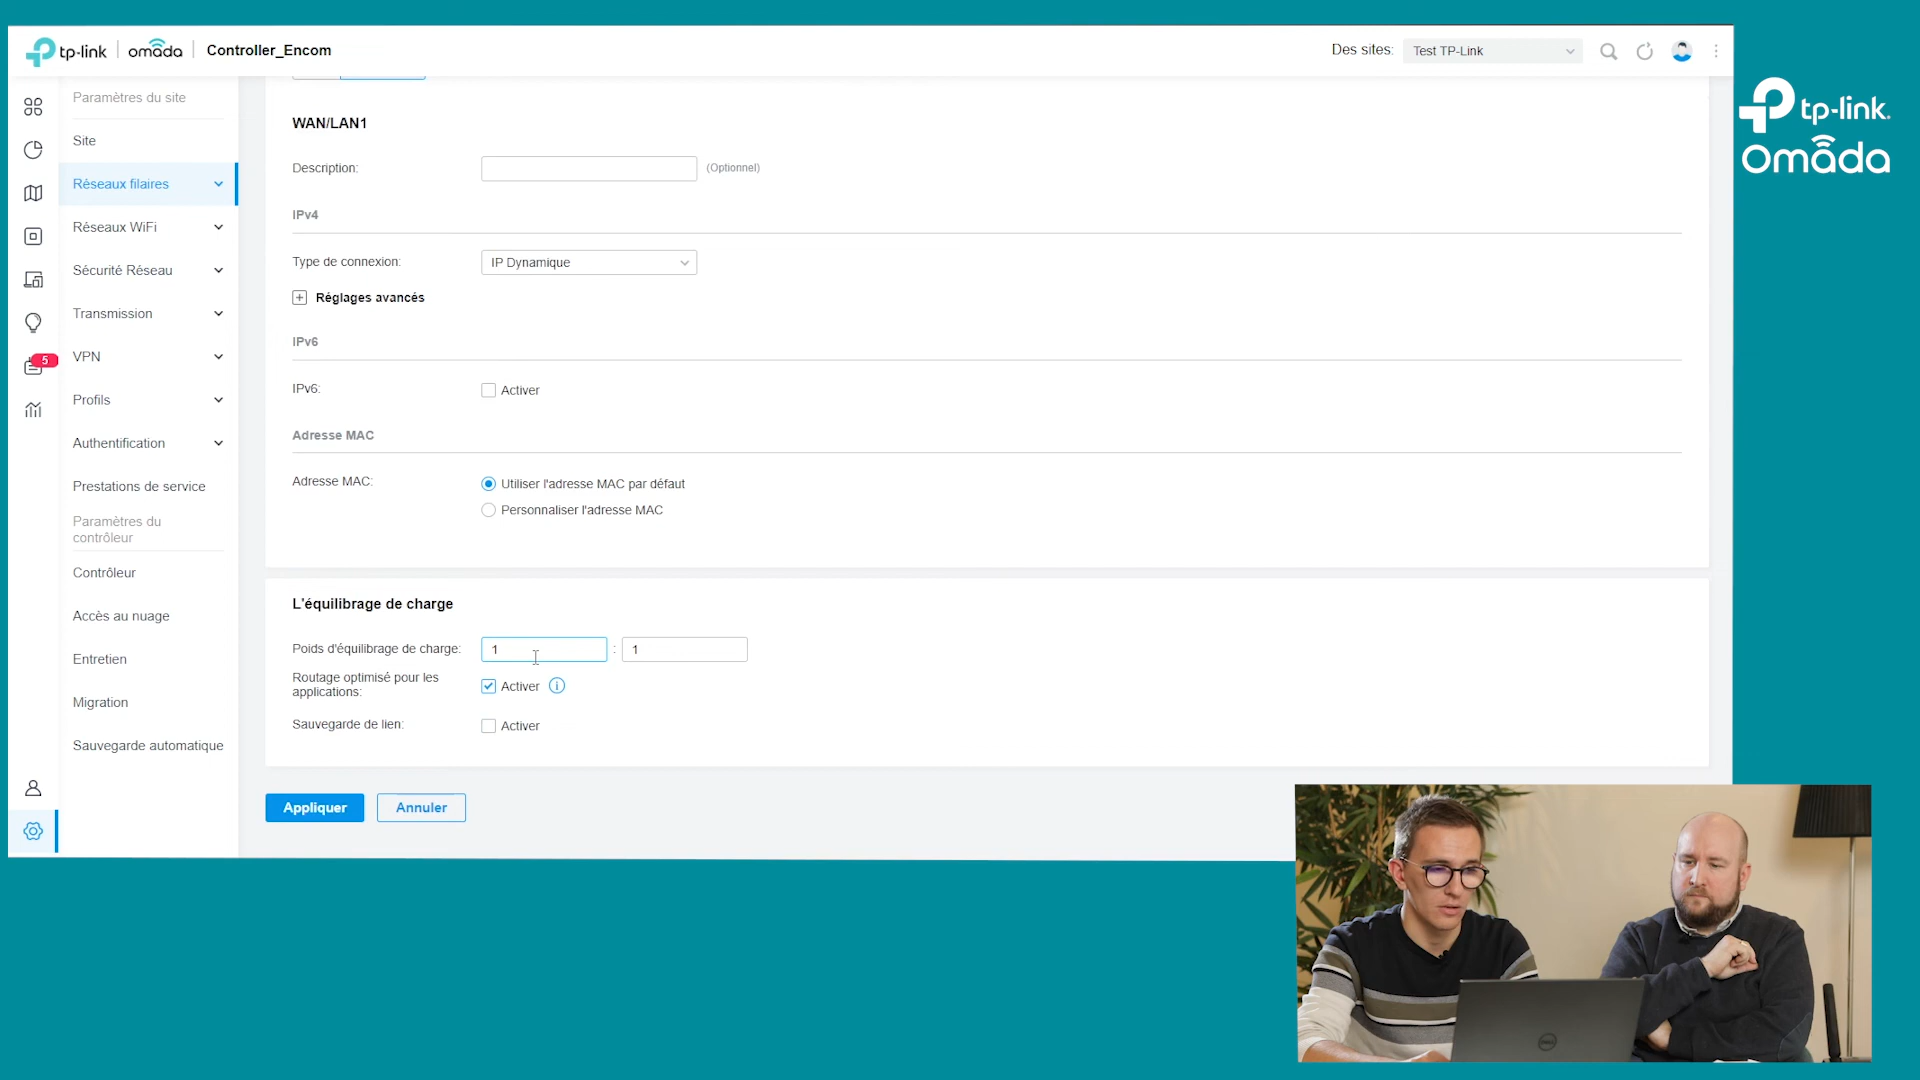 tp-link | omada | Controller_Encom
Des sites: Test TP-Link
tp-link
omada
Paramètres du site
Site
Réseaux filaires
Réseaux WiFi
Sécurité Réseau
Transmission
5
VPN
Profils
Authentification
Prestations de service
Paramètres du
contrôleur
Contrôleur
Accès au nuage
Entretien
Migration
Sauvegarde automatique
WAN/LAN1
Description: (Optionnel)
IPv4
Type de connexion: IP Dynamique
Réglages avancés
IPv6
IPv6: Activer
Adresse MAC
Adresse MAC: Utiliser l'adresse MAC par défaut
Personnaliser l'adresse MAC
L'équilibrage de charge
Poids d'équilibrage de charge: 1 : 1
Routage optimisé pour les
applications: Activer
Sauvegarde de lien: Activer
Appliquer Annuler
DELL